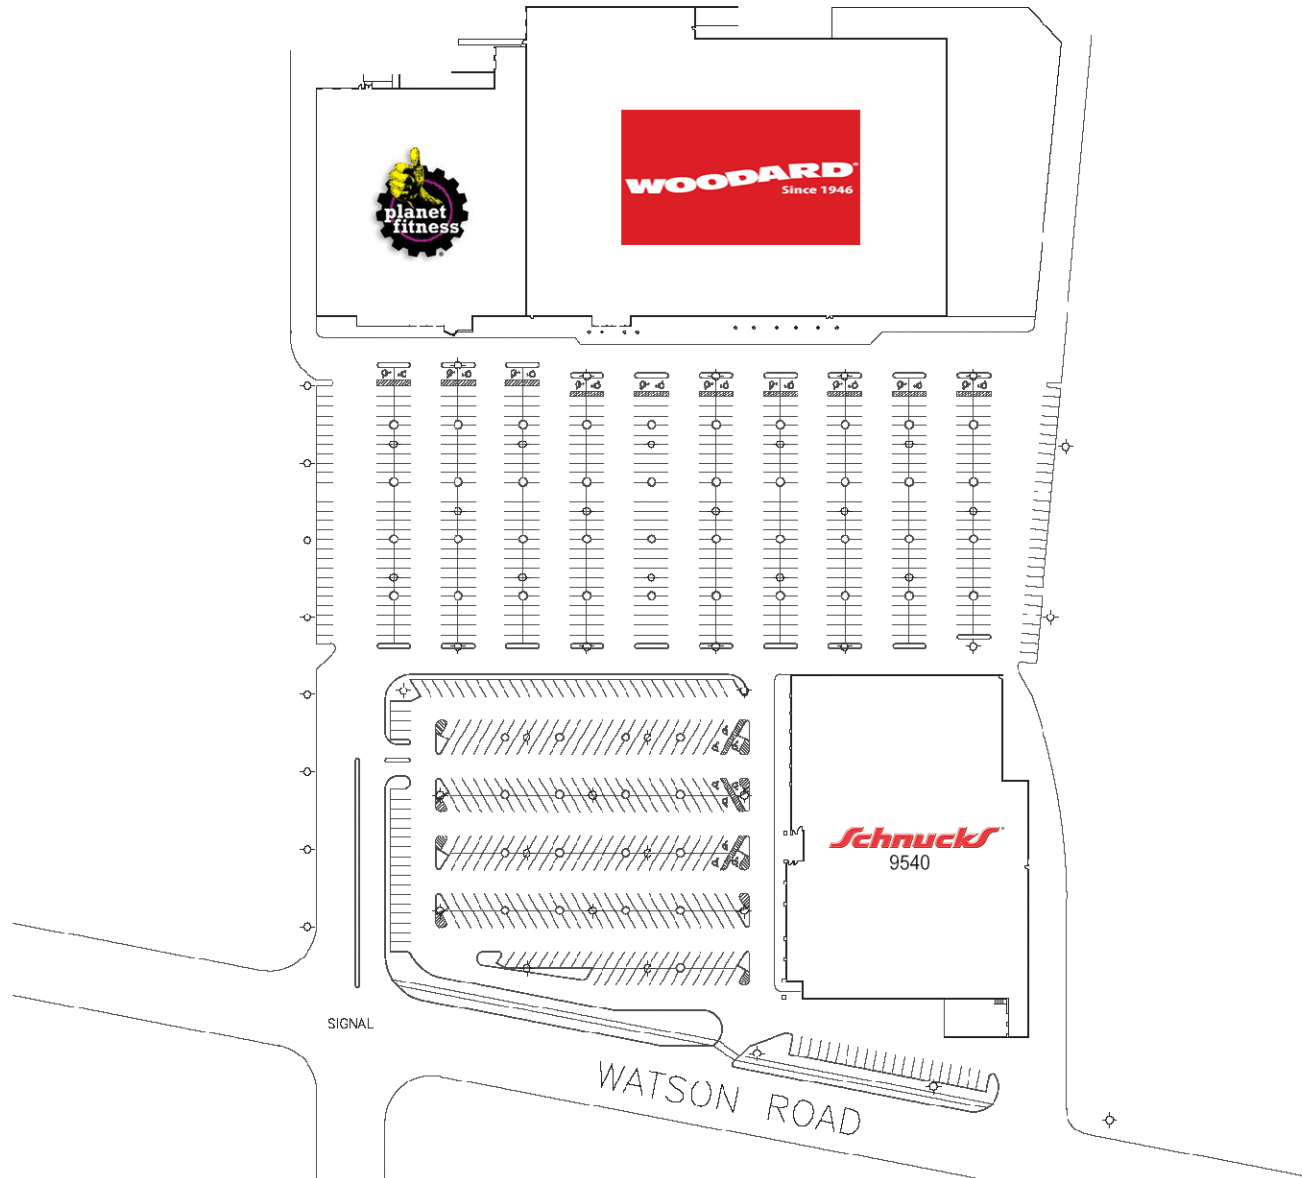 planet
fitness
WOODARD
Since 1946
Schnucks
9540
SIGNAL
WATSON ROAD